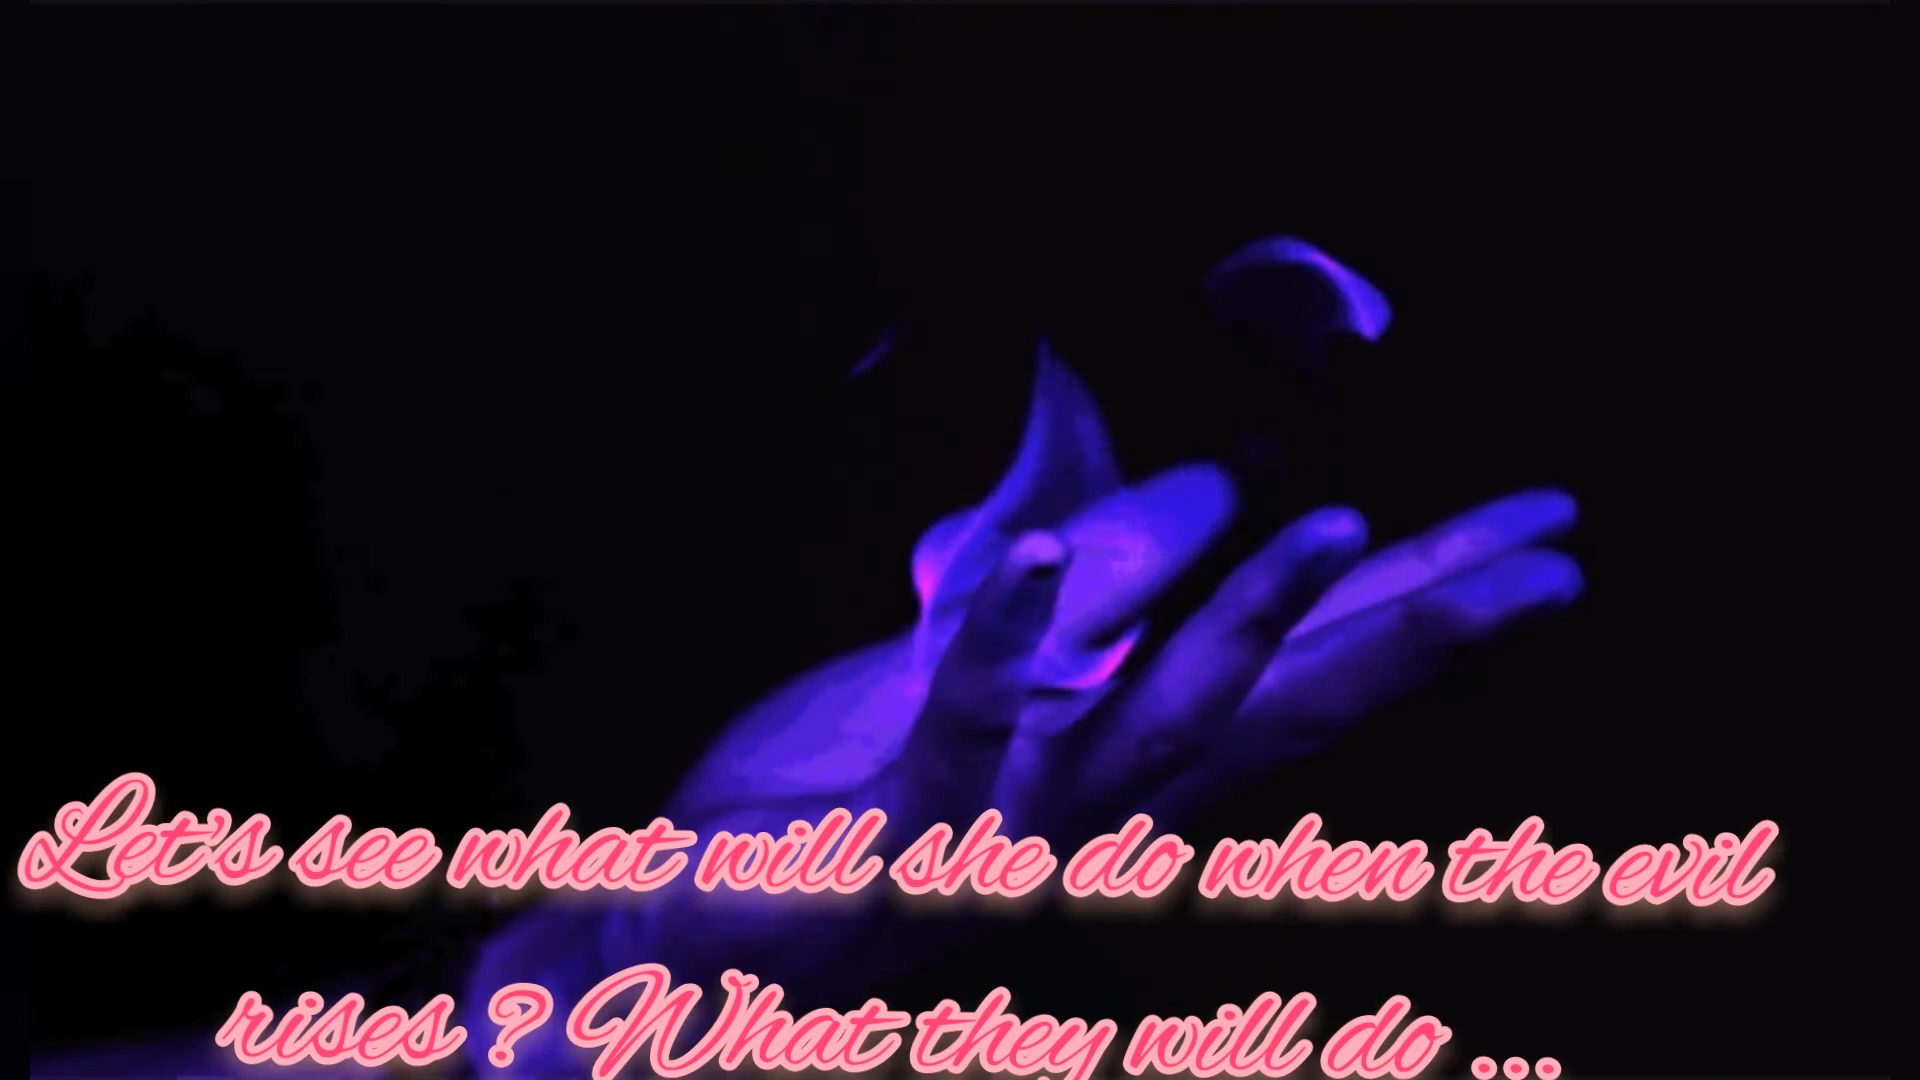 Let's see what will she do when the evil
rises ? What they will do ...